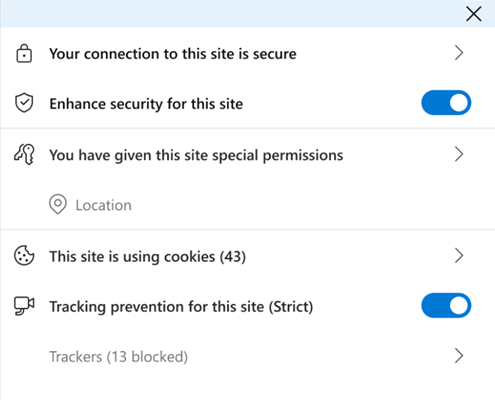 Your connection to this site is secure
Enhance security for this site
You have given this site special permissions
Location
This site is using cookies (43)
Tracking prevention for this site (Strict)
Trackers (13 blocked)